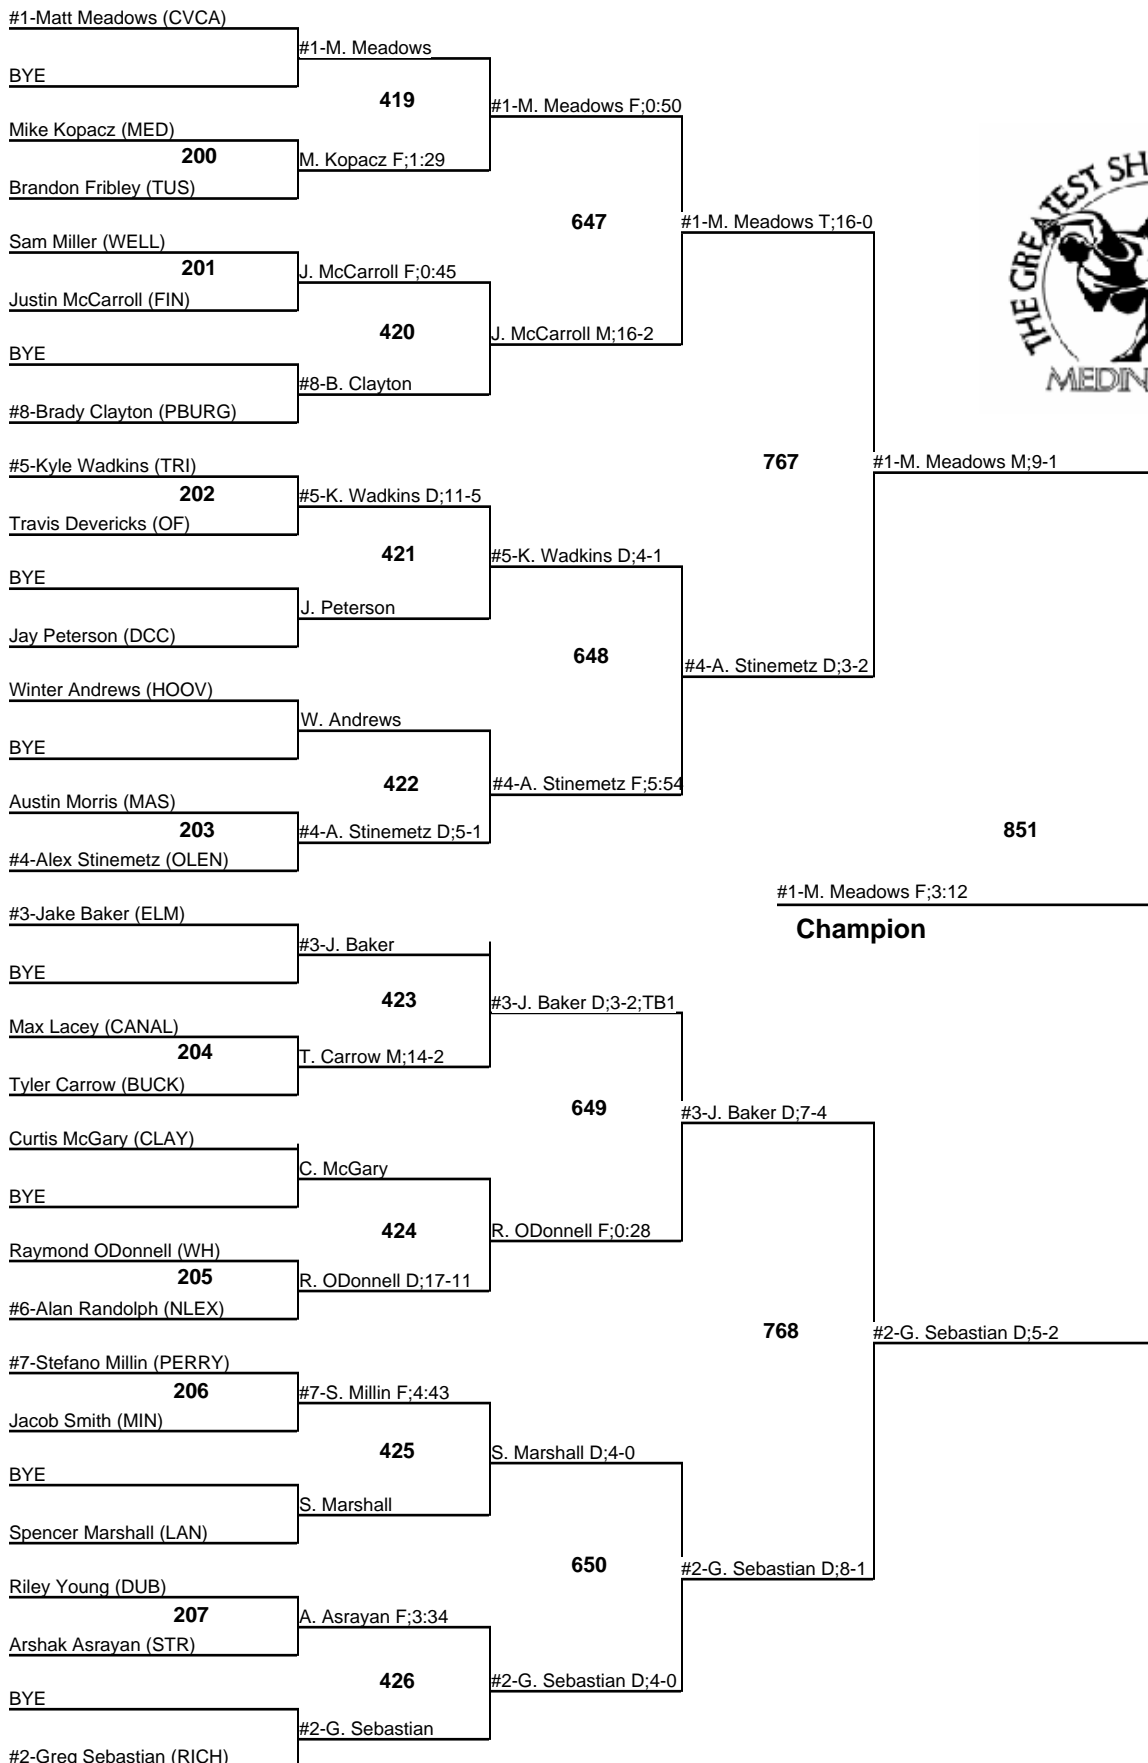 #1-Matt Meadows (CVCA)
#1-M. Meadows
BYE
419
#1-M. Meadows F;0:50
Mike Kopacz (MED)
200
M. Kopacz F;1:29
Brandon Fribley (TUS)
647
#1-M. Meadows T;16-0
Sam Miller (WELL)
201
J. McCarroll F;0:45
Justin McCarroll (FIN)
420
J. McCarroll M;16-2
BYE
#8-B. Clayton
#8-Brady Clayton (PBURG)
767
#1-M. Meadows M;9-1
#5-Kyle Wadkins (TRI)
202
#5-K. Wadkins D;11-5
Travis Devericks (OF)
421
#5-K. Wadkins D;4-1
BYE
J. Peterson
Jay Peterson (DCC)
648
#4-A. Stinemetz D;3-2
Winter Andrews (HOOV)
W. Andrews
BYE
422
#4-A. Stinemetz F;5:54
Austin Morris (MAS)
203
#4-A. Stinemetz D;5-1
#4-Alex Stinemetz (OLEN)
851
#1-M. Meadows F;3:12
Champion
#3-Jake Baker (ELM)
#3-J. Baker
BYE
423
#3-J. Baker D;3-2;TB1
Max Lacey (CANAL)
204
T. Carrow M;14-2
Tyler Carrow (BUCK)
649
#3-J. Baker D;7-4
Curtis McGary (CLAY)
C. McGary
BYE
424
R. ODonnell F;0:28
Raymond ODonnell (WH)
205
R. ODonnell D;17-11
#6-Alan Randolph (NLEX)
768
#2-G. Sebastian D;5-2
#7-Stefano Millin (PERRY)
206
#7-S. Millin F;4:43
Jacob Smith (MIN)
425
S. Marshall D;4-0
BYE
S. Marshall
Spencer Marshall (LAN)
650
#2-G. Sebastian D;8-1
Riley Young (DUB)
207
A. Asrayan F;3:34
Arshak Asrayan (STR)
426
#2-G. Sebastian D;4-0
BYE
#2-G. Sebastian
#2-Greg Sebastian (RICH)
THE GREATEST SH
MEDIN